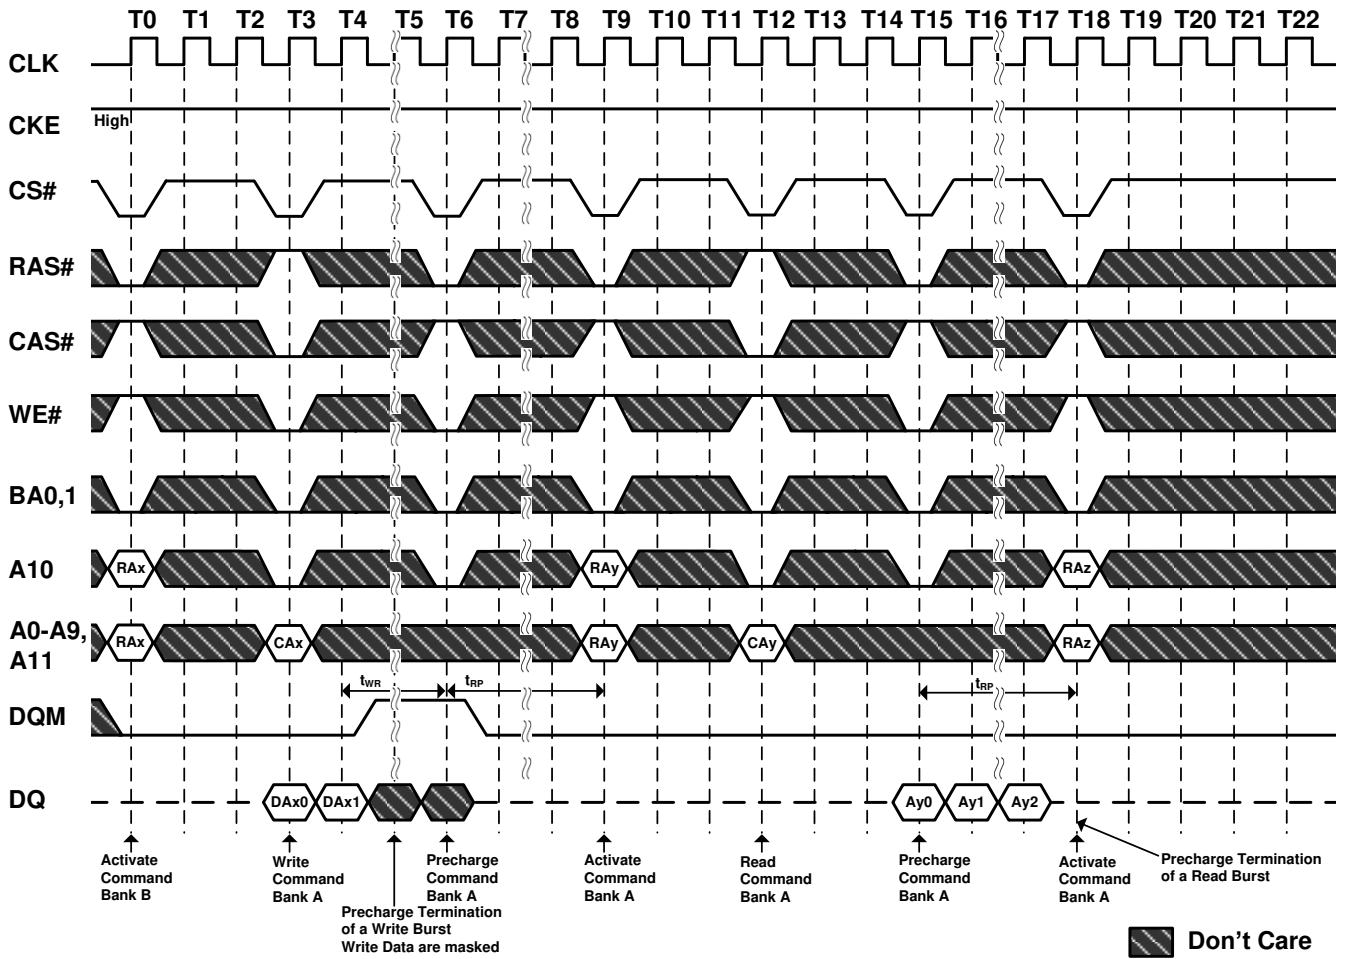 T0 T1 T2 T3 T4 T5 T6 T7 T8 T9 T10 T11 T12 T13 T14 T15 T16 T17 T18 T19 T20 T21 T22
CLK
CKE
High
CS#
RAS#
CAS#
WE#
BA0,1
A10
RAx RAy RAz
A0-A9,
A11
RAx CAx RAy CAy RAz
tWR tRP tRP
DQM
DQ
DAx0 DAx1 Ay0 Ay1 Ay2
Activate
Command
Bank B
Write
Command
Bank A
Precharge Termination
of a Write Burst
Write Data are masked
Precharge
Command
Bank A
Activate
Command
Bank A
Read
Command
Bank A
Precharge
Command
Bank A
Activate
Command
Bank A
Precharge Termination
of a Read Burst
Don't Care